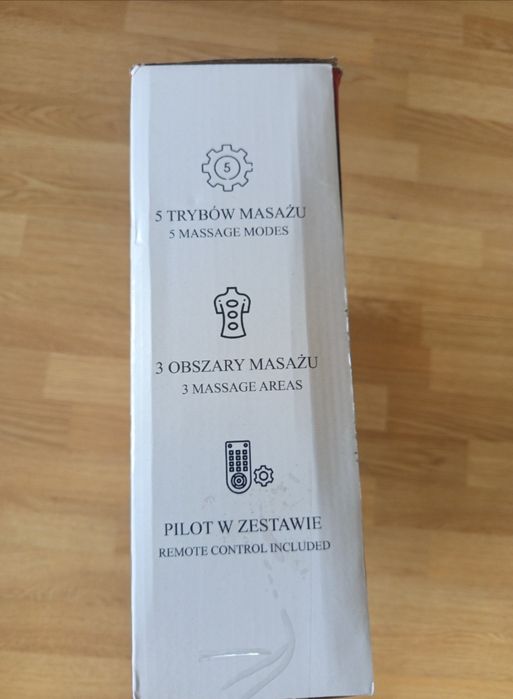 5
5 TRYBÓW MASAŻU
5 MASSAGE MODES
3 OBSZARY MASAŻU
3 MASSAGE AREAS
PILOT W ZESTAWIE
REMOTE CONTROL INCLUDED